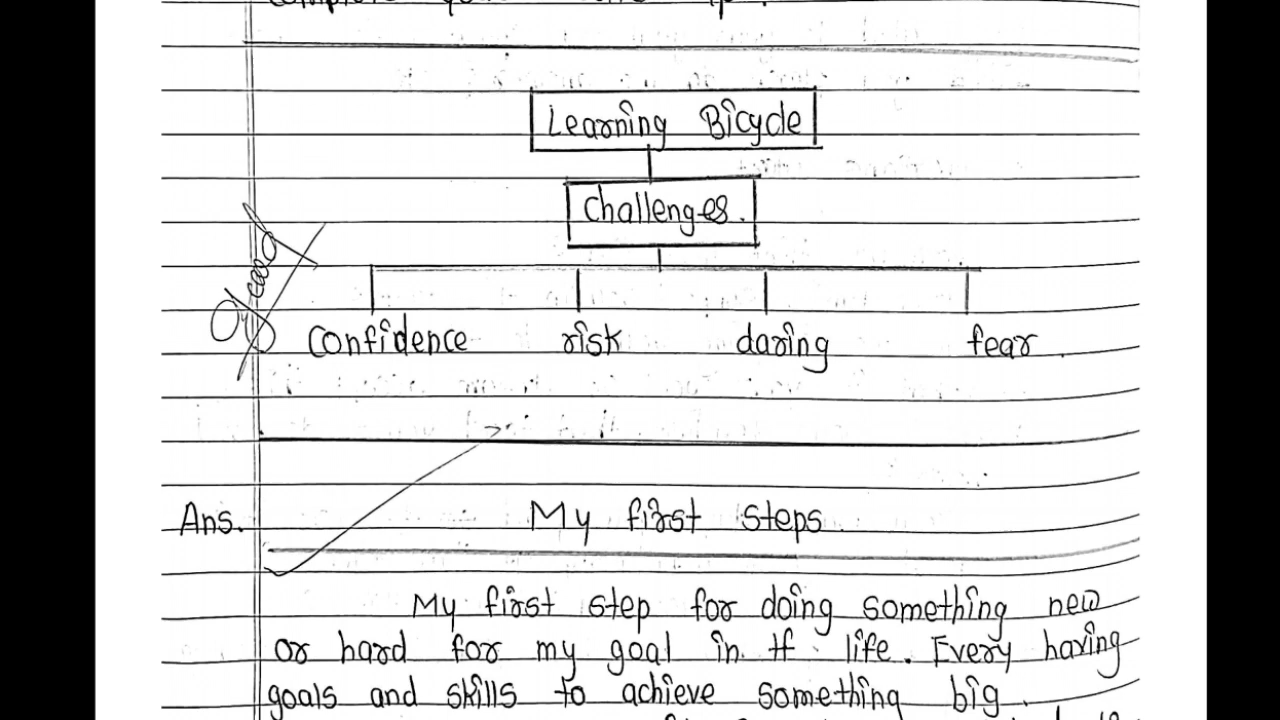 Learning Bicycle
Challenges.
Confidence risk daring fear.
Ans. My first steps.
My first step for doing something new
or hard for my goal in If life. Every having
goals and skills to achieve something big.